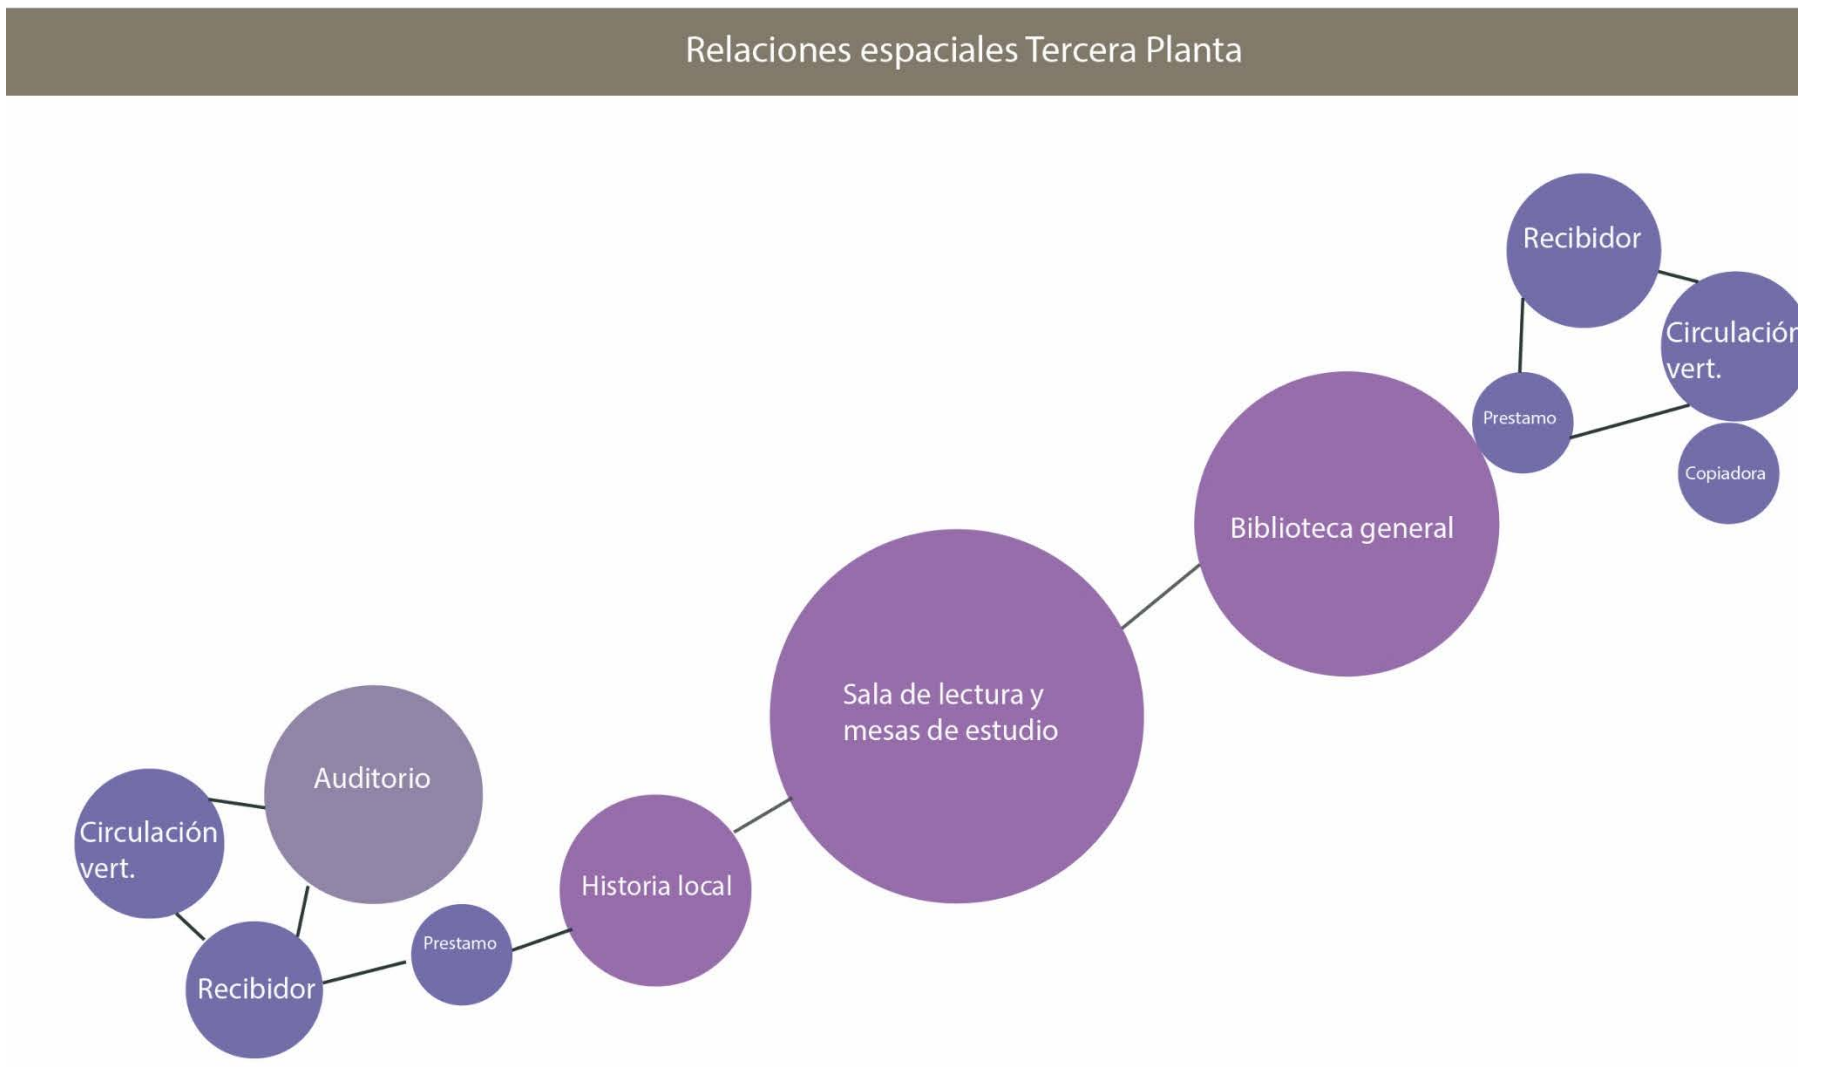 Relaciones espaciales Tercera Planta
Recibidor
Circulación
vert.
Prestamo
Copiadora
Biblioteca general
Sala de lectura y
mesas de estudio
Auditorio
Circulación
vert.
Historia local
Prestamo
Recibidor